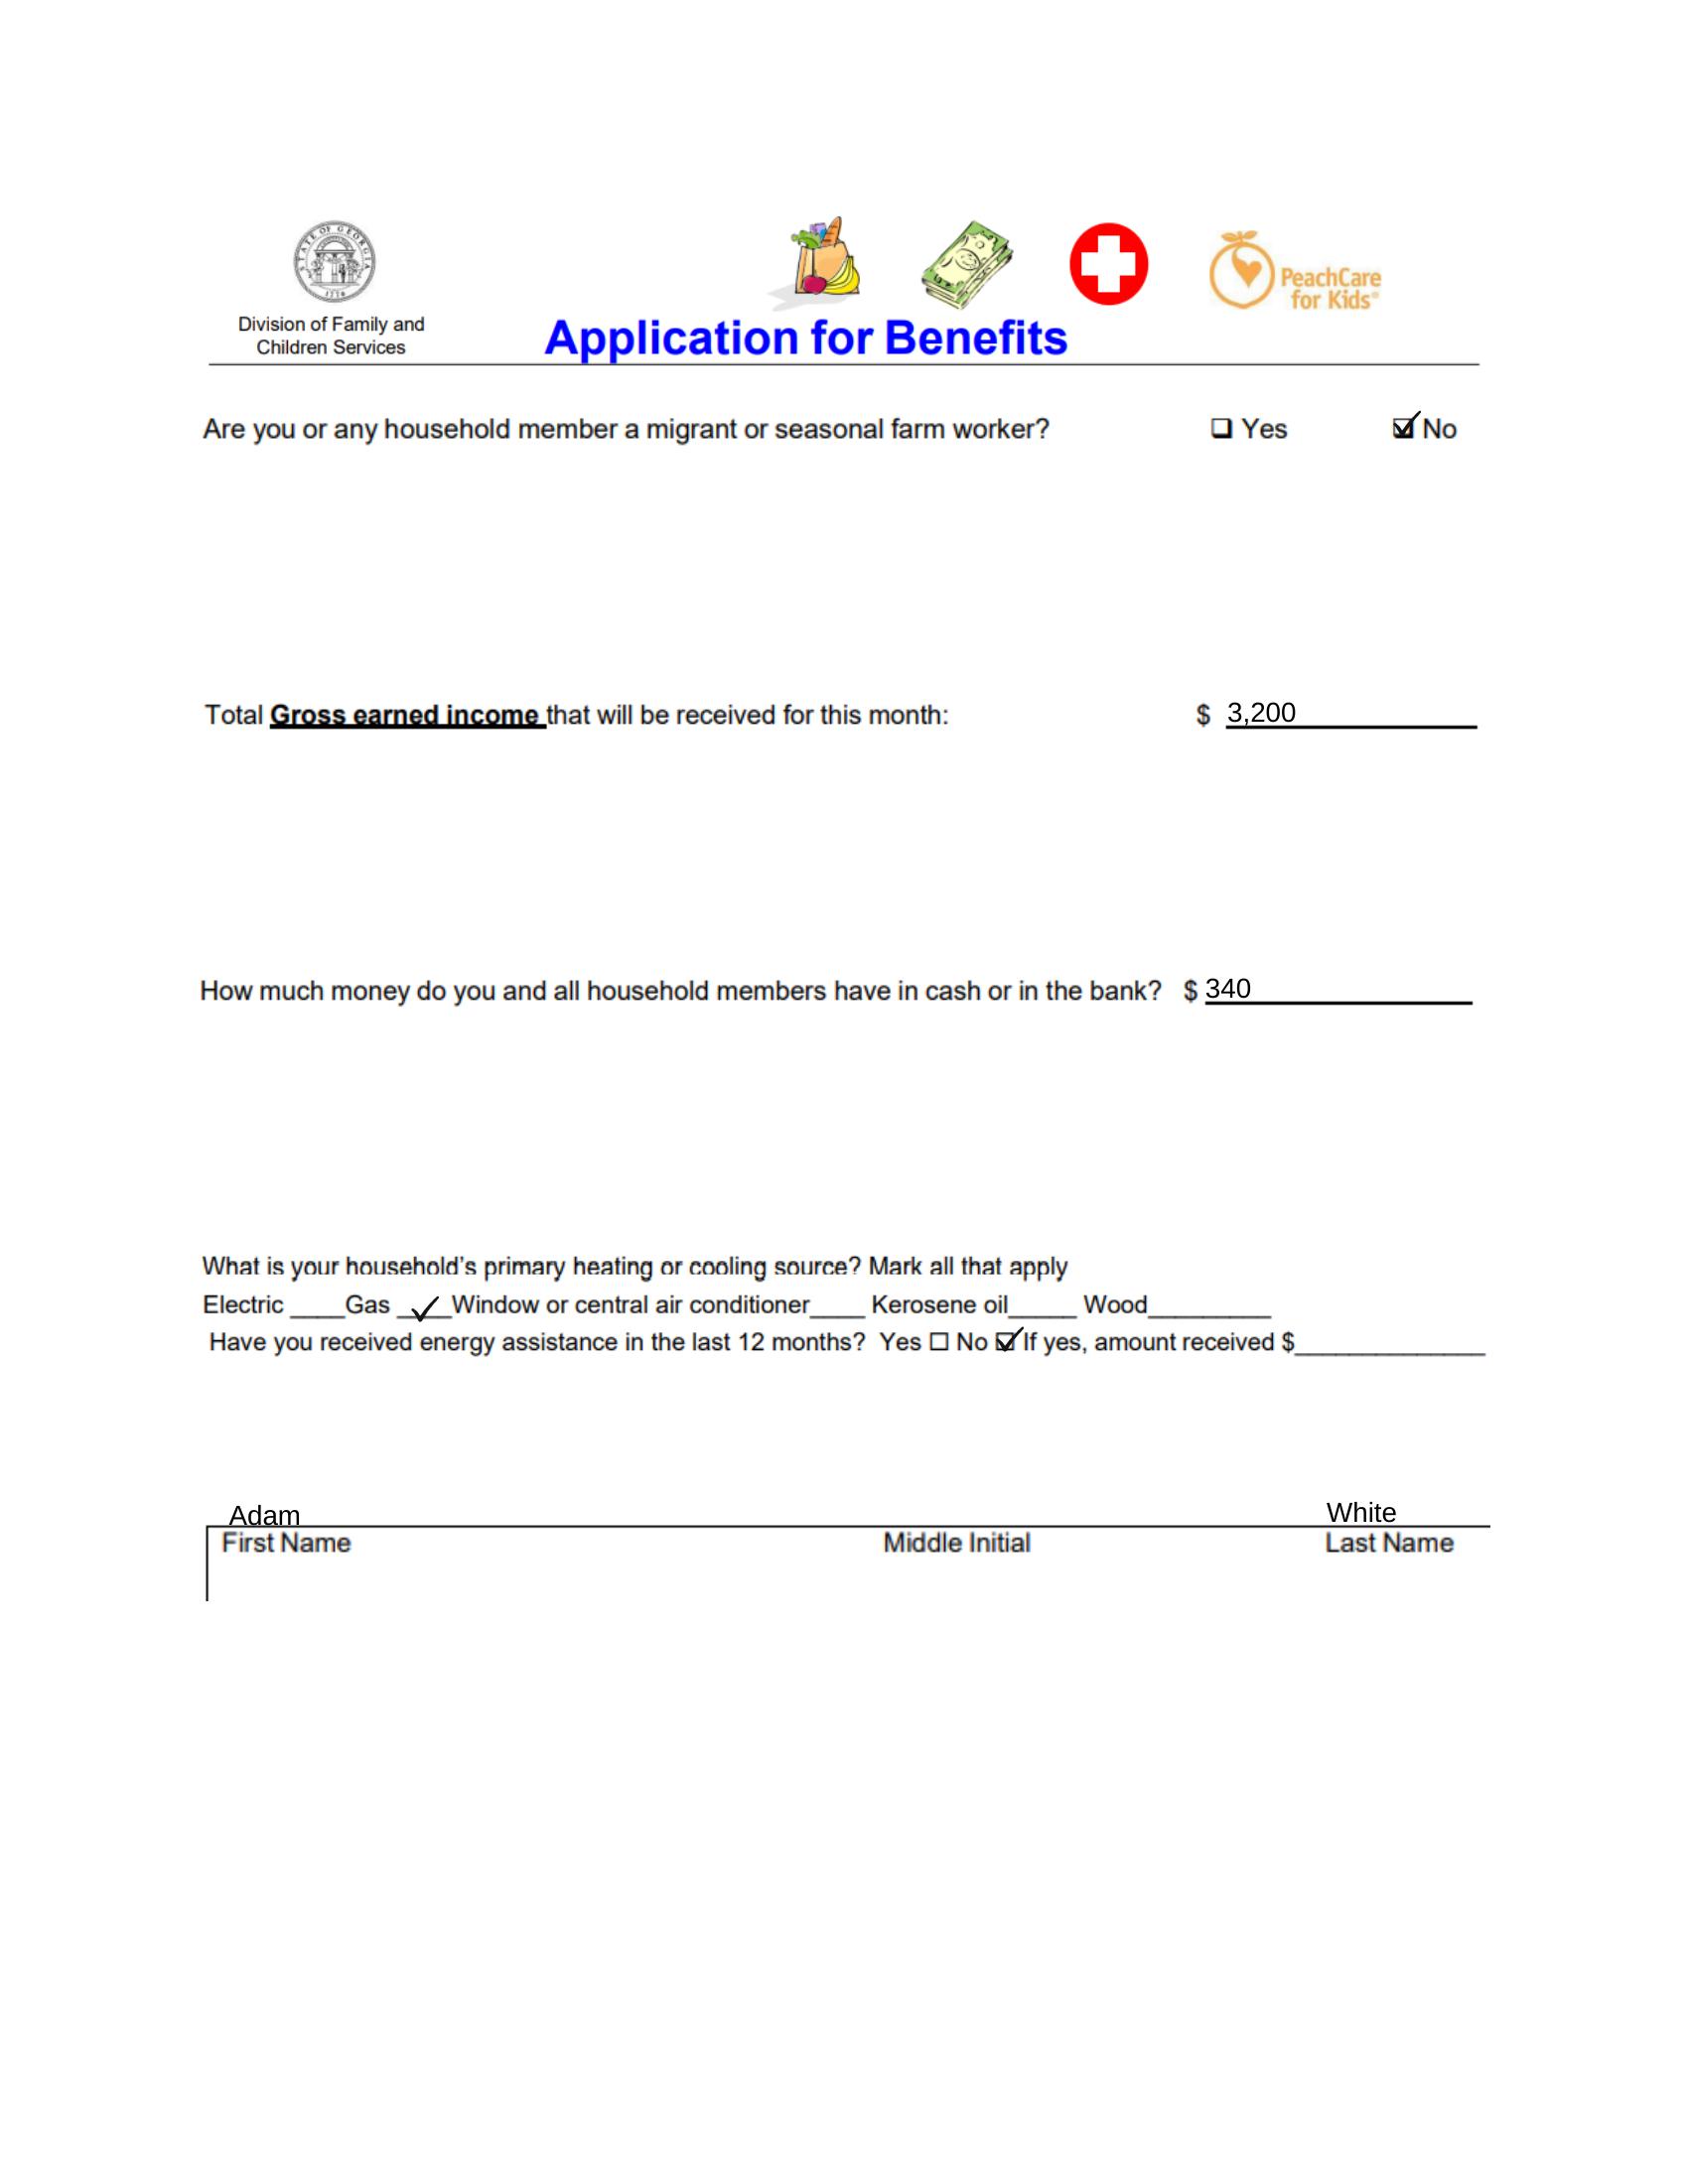 STATE OF GEORGIA
1776
PeachCare
for Kids®
Division of Family and
Children Services
Application for Benefits
Are you or any household member a migrant or seasonal farm worker? ❑ Yes ☑ No
Total Gross earned income that will be received for this month: $ 3,200
How much money do you and all household members have in cash or in the bank? $ 340
What is your household’s primary heating or cooling source? Mark all that apply
Electric ____Gas __✓__Window or central air conditioner____ Kerosene oil_____ Wood_________
Have you received energy assistance in the last 12 months? Yes ☐ No ☑ If yes, amount received $______________
Adam White
First Name Middle Initial Last Name